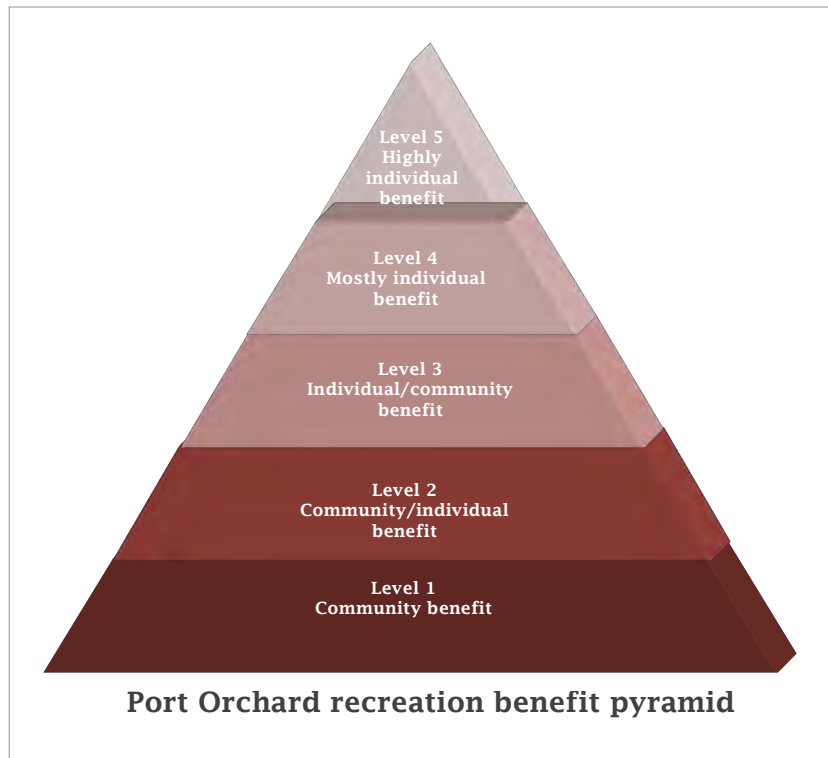 Level 5
Highly
individual
benefit
Level 4
Mostly individual
benefit
Level 3
Individual/community
benefit
Level 2
Community/individual
benefit
Level 1
Community benefit
Port Orchard recreation benefit pyramid